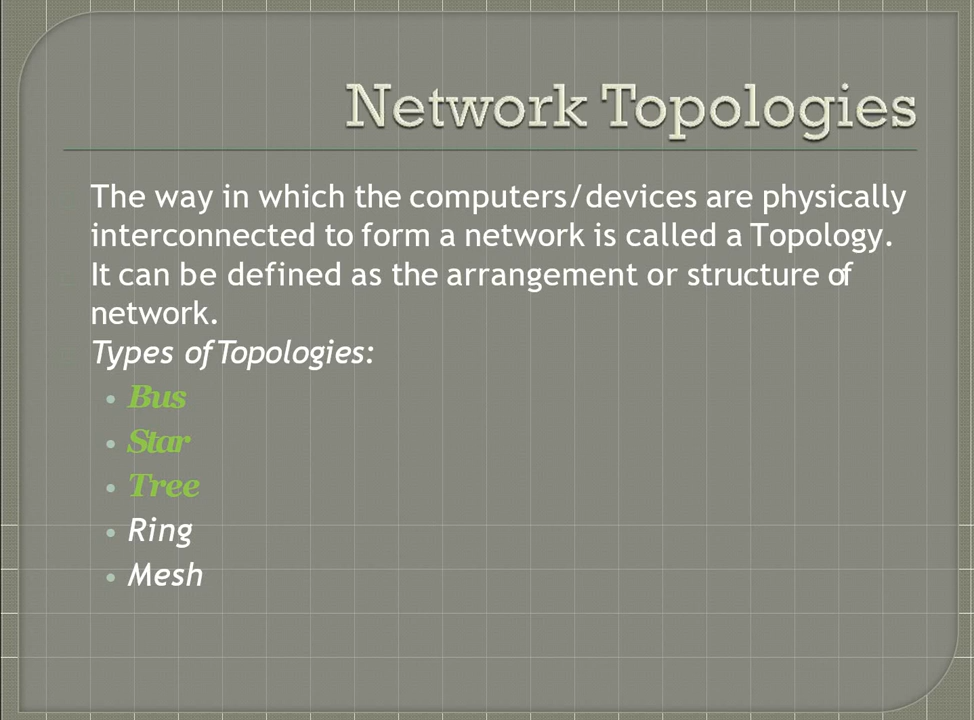 Network Topologies
The way in which the computers/devices are physically
interconnected to form a network is called a Topology.
It can be defined as the arrangement or structure of
network.
Types of Topologies:
• Bus
• Star
• Tree
• Ring
• Mesh